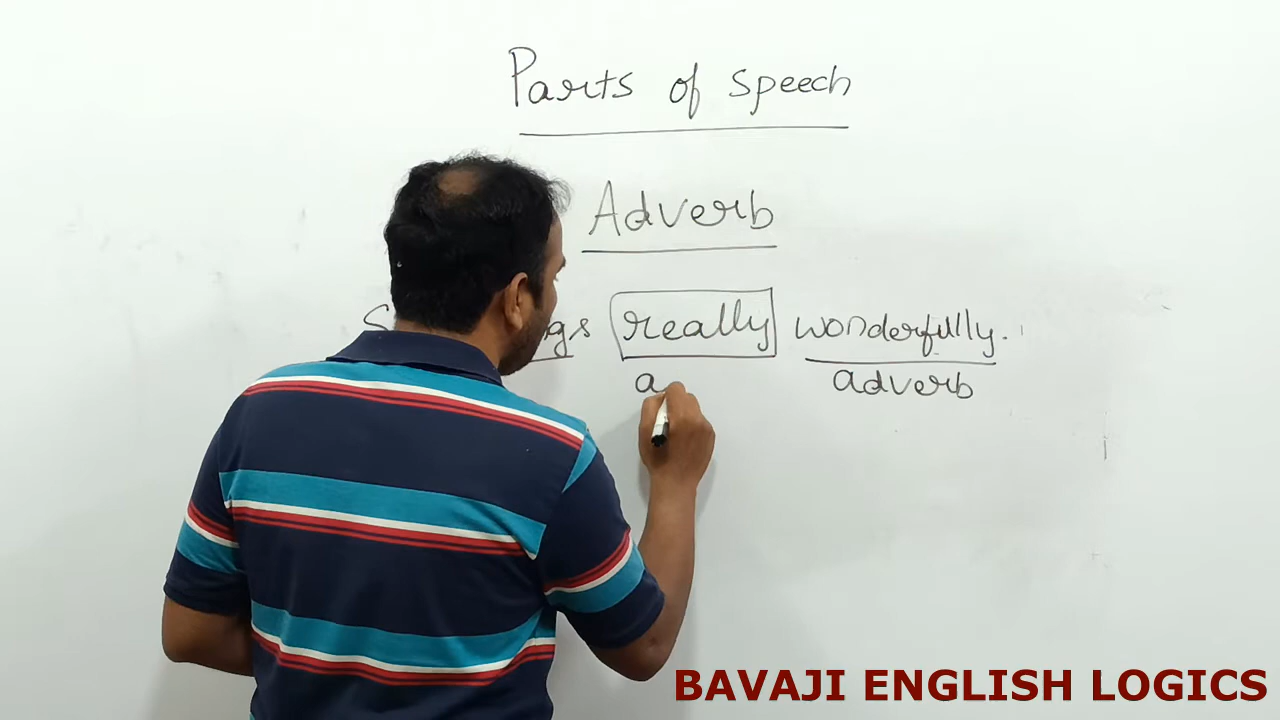 Parts of speech
Adverb
really wonderfully.
a adverb
BAVAJI ENGLISH LOGICS